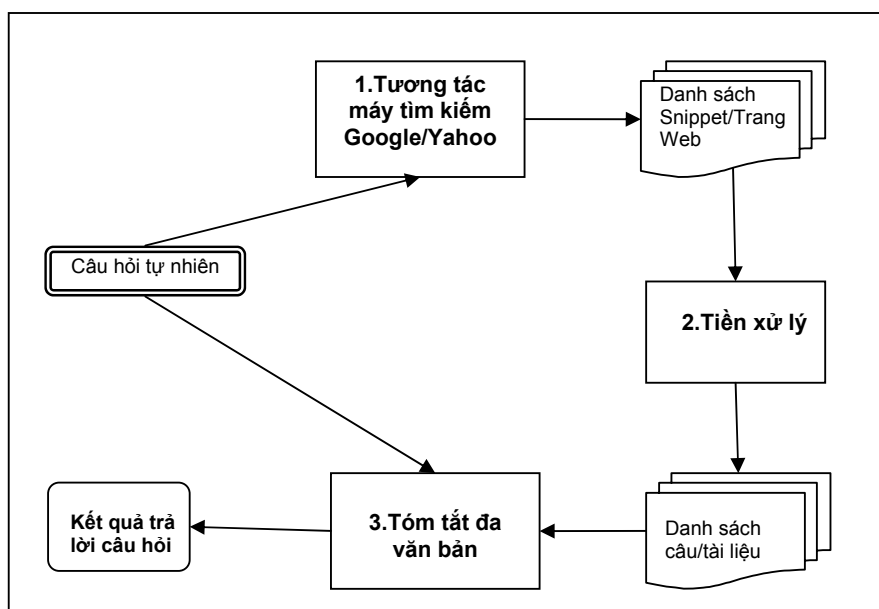 1.Tương tác
máy tìm kiếm
Google/Yahoo
Danh sách
Snippet/Trang
Web
Câu hỏi tự nhiên
2.Tiền xử lý
Kết quả trả
lời câu hỏi
3.Tóm tắt đa
văn bản
Danh sách
câu/tài liệu